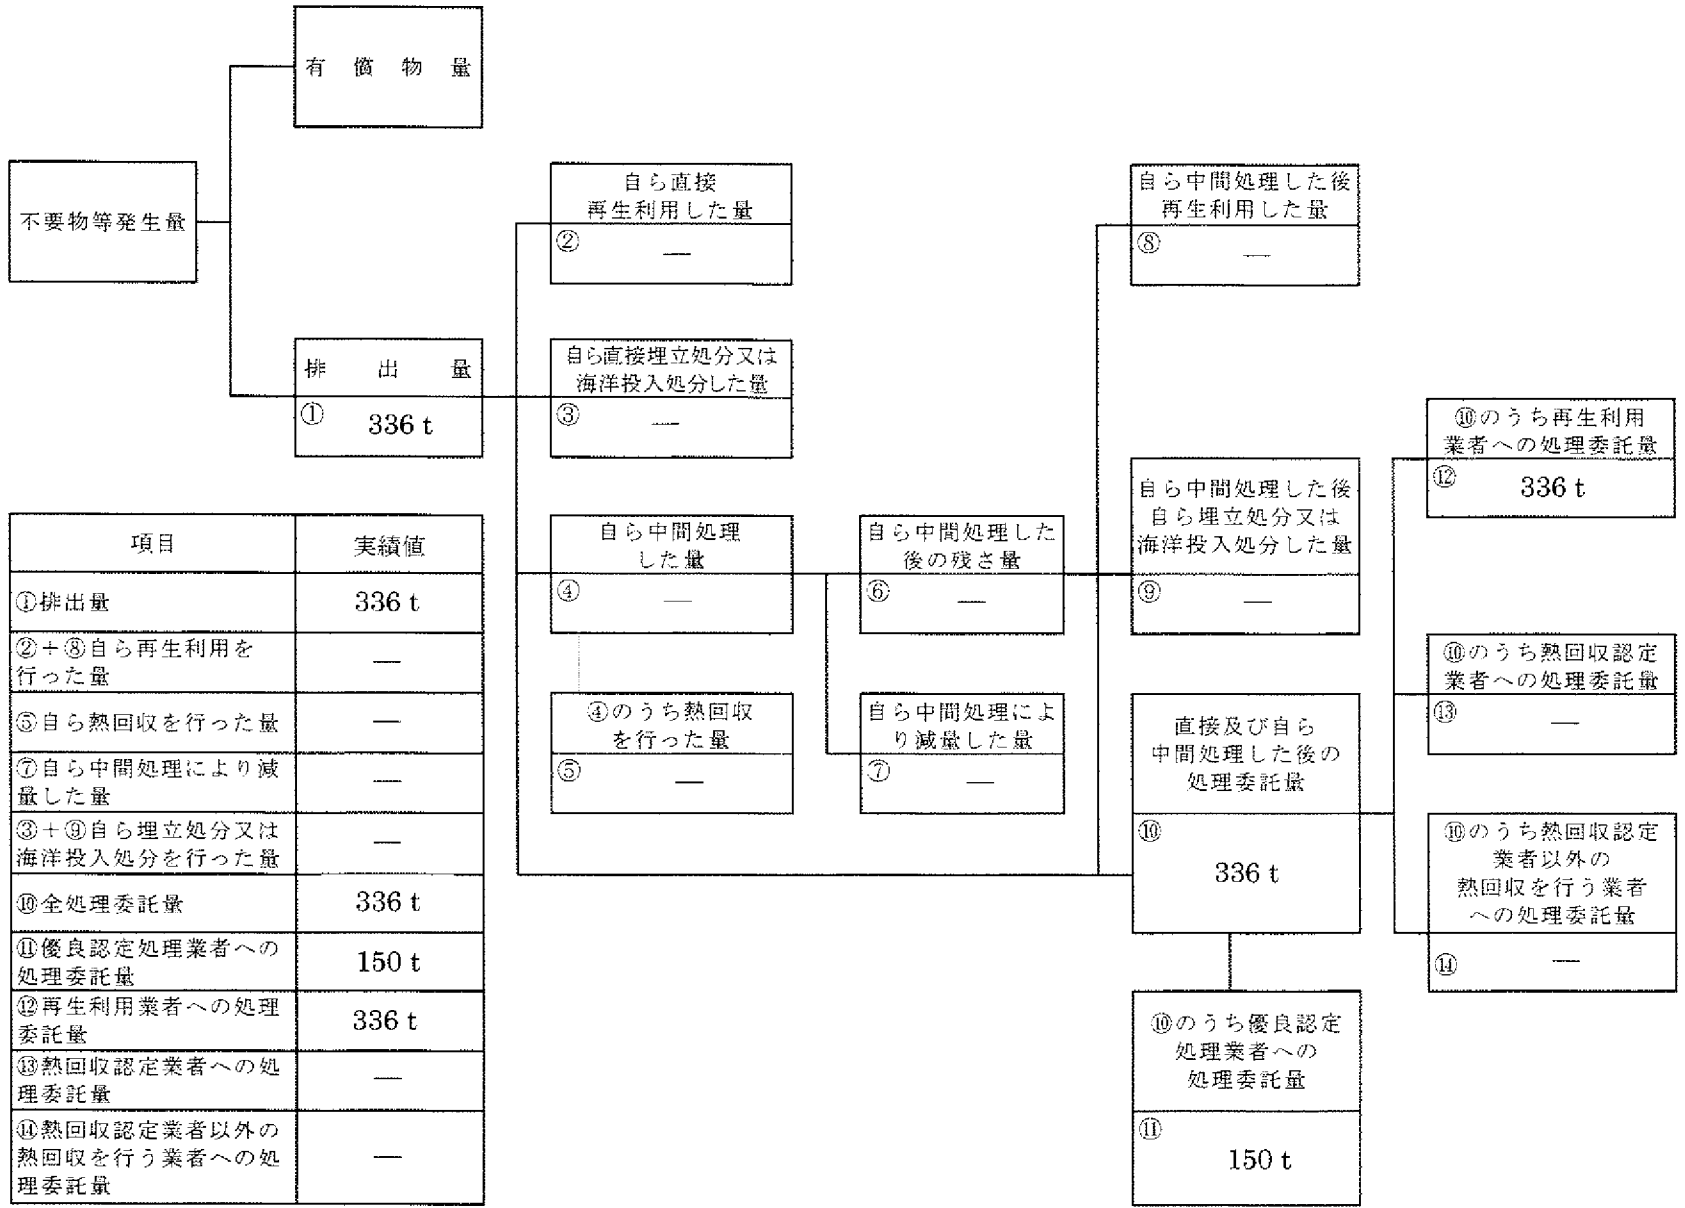 有償物量
不要物等発生量
排出量
① 336 t
自ら直接
再生利用した量
② ―
自ら直接埋立処分又は
海洋投入処分した量
③ ―
自ら中間処理
した量
④ ―
④のうち熱回収
を行った量
⑤ ―
自ら中間処理した
後の残さ量
⑥ ―
自ら中間処理によ
り減量した量
⑦ ―
自ら中間処理した後
再生利用した量
⑧ ―
自ら中間処理した後
自ら埋立処分又は
海洋投入処分した量
⑨ ―
直接及び自ら
中間処理した後の
処理委託量
⑩
336 t
⑩のうち優良認定
処理業者への
処理委託量
⑪
150 t
⑩のうち再生利用
業者への処理委託量
⑫ 336 t
⑩のうち熱回収認定
業者への処理委託量
⑬ ―
⑩のうち熱回収認定
業者以外の
熱回収を行う業者
への処理委託量
⑭ ―
項目 実績値
①排出量 336 t
②＋⑧自ら再生利用を
行った量 ―
⑤自ら熱回収を行った量 ―
⑦自ら中間処理により減
量した量 ―
③＋⑨自ら埋立処分又は
海洋投入処分を行った量 ―
⑩全処理委託量 336 t
⑪優良認定処理業者への
処理委託量 150 t
⑫再生利用業者への処理
委託量 336 t
⑬熱回収認定業者への処
理委託量 ―
⑭熱回収認定業者以外の
熱回収を行う業者への処
理委託量 ―